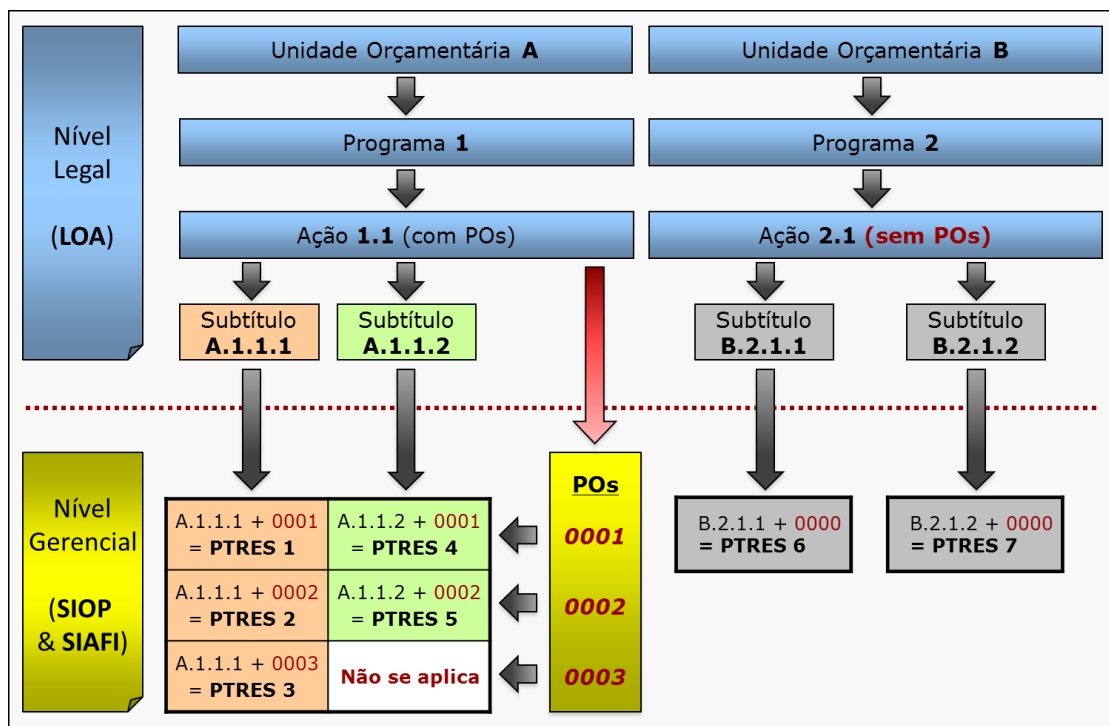 Nível
Legal
(LOA)
Unidade Orçamentária A
Unidade Orçamentária B
Programa 1
Programa 2
Ação 1.1 (com POs)
Ação 2.1 (sem POs)
Subtítulo
A.1.1.1
Subtítulo
A.1.1.2
Subtítulo
B.2.1.1
Subtítulo
B.2.1.2
Nível
Gerencial
(SIOP
& SIAFI)
A.1.1.1 + 0001
= PTRES 1
A.1.1.2 + 0001
= PTRES 4
A.1.1.1 + 0002
= PTRES 2
A.1.1.2 + 0002
= PTRES 5
A.1.1.1 + 0003
= PTRES 3
Não se aplica
POs
0001
0002
0003
B.2.1.1 + 0000
= PTRES 6
B.2.1.2 + 0000
= PTRES 7